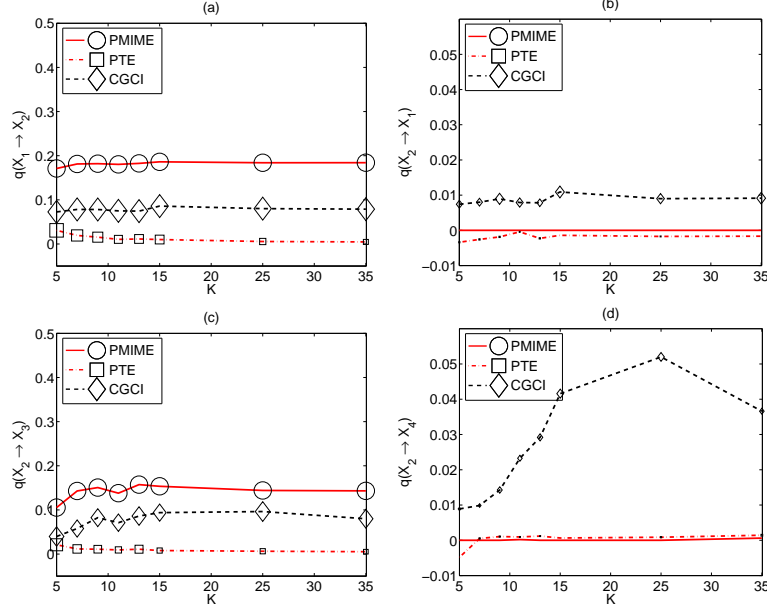 (a)
0.5
0.4
0.3
0.2
0.1
0
q(X1 → X2)
PMIME
PTE
CGCI
5 10 15 20 25 30 35
K
(b)
0.06
0.05
0.04
0.03
0.02
0.01
0
−0.01
q(X2 → X1)
PMIME
PTE
CGCI
5 10 15 20 25 30 35
K
(c)
0.5
0.4
0.3
0.2
0.1
0
q(X2 → X3)
PMIME
PTE
CGCI
5 10 15 20 25 30 35
K
(d)
0.06
0.05
0.04
0.03
0.02
0.01
0
−0.01
q(X2 → X4)
PMIME
PTE
CGCI
5 10 15 20 25 30 35
K